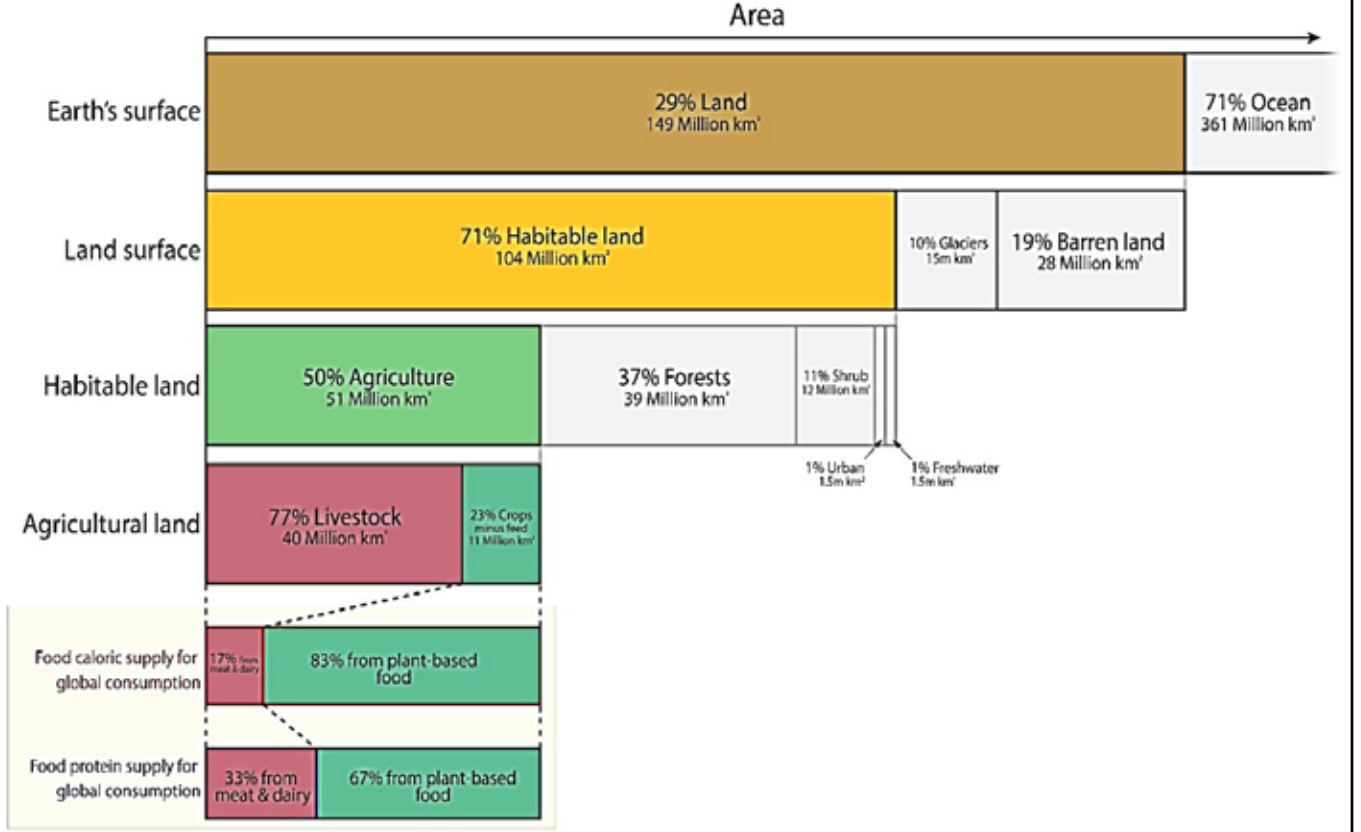 Area
Earth's surface
29% Land
149 Million km²
71% Ocean
361 Million km²
Land surface
71% Habitable land
104 Million km²
10% Glaciers
15m km²
19% Barren land
28 Million km²
Habitable land
50% Agriculture
51 Million km²
37% Forests
39 Million km²
11% Shrub
12 Million km²
1% Urban
1.5m km²
1% Freshwater
1.5m km²
Agricultural land
77% Livestock
40 Million km²
23% Crops
minus feed
11 Million km²
Food caloric supply for
global consumption
17% from
meat & dairy
83% from plant-based
food
Food protein supply for
global consumption
33% from
meat & dairy
67% from plant-based
food